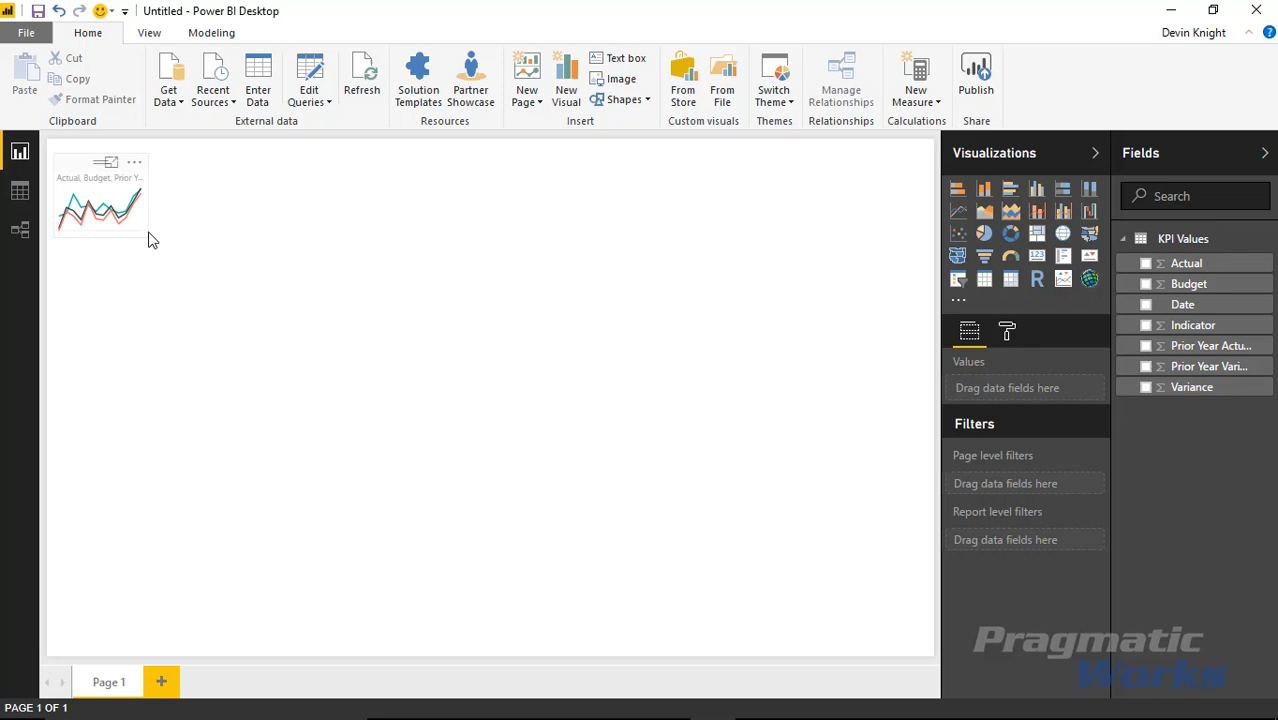 Untitled - Power BI Desktop
File
Home
View
Modeling
Devin Knight
Paste
Cut
Copy
Format Painter
Clipboard
Get Data
Recent Sources
Enter Data
Edit Queries
External data
Refresh
Solution Templates
Partner Showcase
Resources
New Page
New Visual
Text box
Image
Shapes
Insert
From Store
From File
Custom visuals
Switch Theme
Themes
Manage Relationships
Relationships
New Measure
Calculations
Publish
Share
Actual, Budget, Prior Y...
Visualizations
123
R
Values
Drag data fields here
Filters
Page level filters
Drag data fields here
Report level filters
Drag data fields here
Fields
Search
KPI Values
Σ Actual
Σ Budget
Date
Σ Indicator
Σ Prior Year Actu...
Σ Prior Year Vari...
Σ Variance
Pragmatic
Works
Page 1
PAGE 1 OF 1